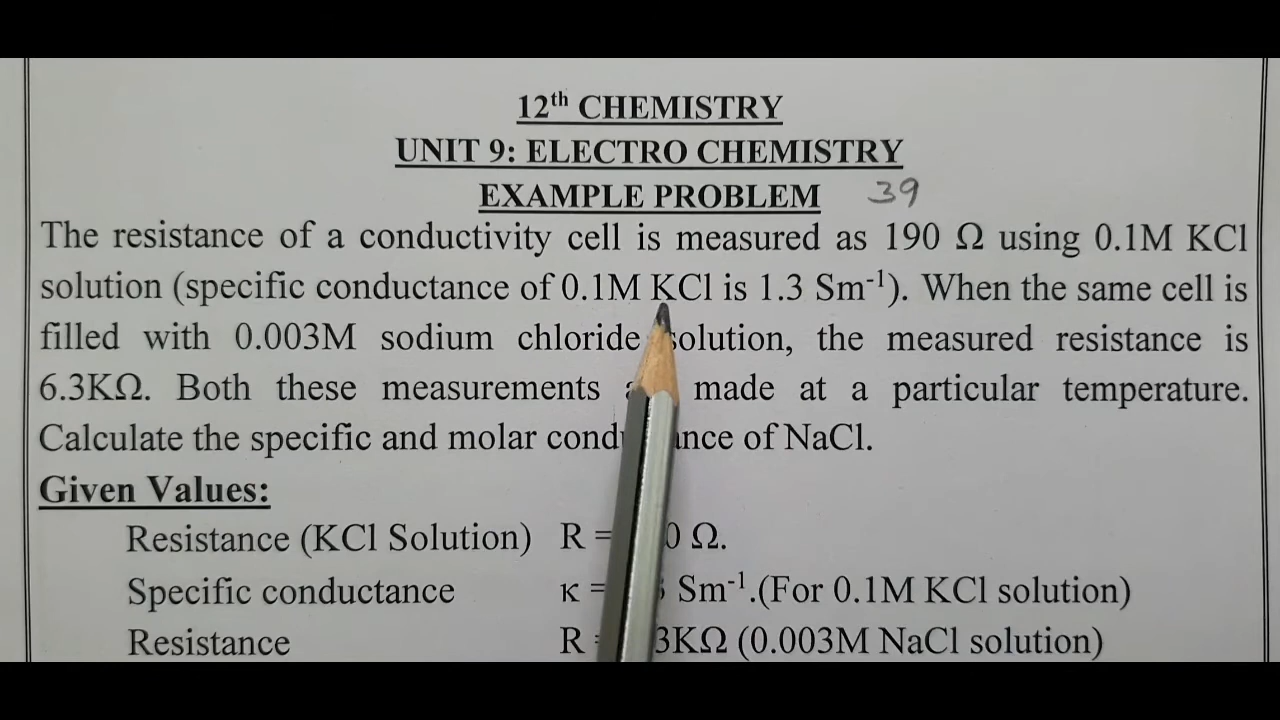 12th CHEMISTRY
UNIT 9: ELECTRO CHEMISTRY
EXAMPLE PROBLEM 39
The resistance of a conductivity cell is measured as 190 Ω using 0.1M KCl
solution (specific conductance of 0.1M KCl is 1.3 Sm⁻¹). When the same cell is
filled with 0.003M sodium chloride solution, the measured resistance is
6.3KΩ. Both these measurements made at a particular temperature.
Calculate the specific and molar of NaCl.
Given Values:
Resistance (KCl Solution) R = Ω.
Specific conductance κ = Sm⁻¹.(For 0.1M KCl solution)
Resistance R (0.003M NaCl solution)